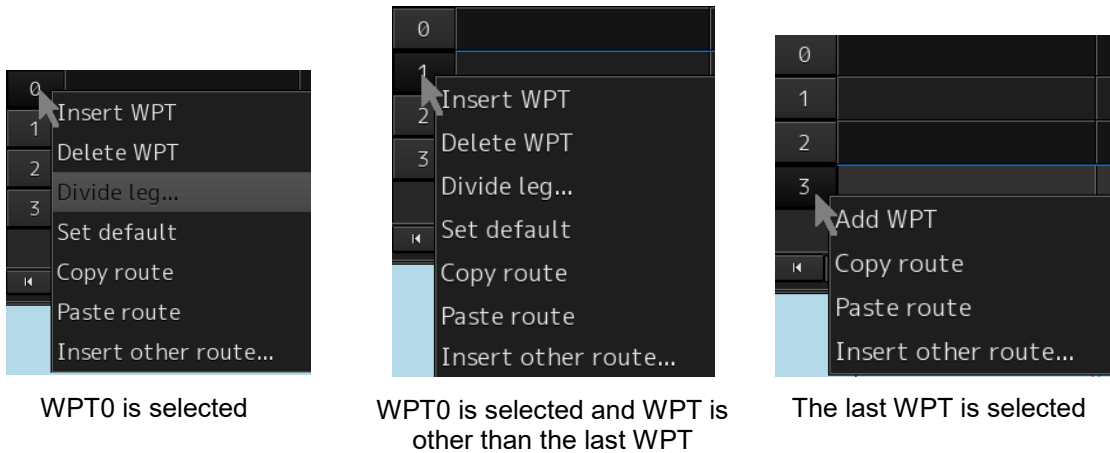 0
1
2
3
Insert WPT
Delete WPT
Divide leg...
Set default
Copy route
Paste route
Insert other route...
WPT0 is selected
0
1
2
3
Insert WPT
Delete WPT
Divide leg...
Set default
Copy route
Paste route
Insert other route...
WPT0 is selected and WPT is
other than the last WPT
0
1
2
3
Add WPT
Copy route
Paste route
Insert other route...
The last WPT is selected